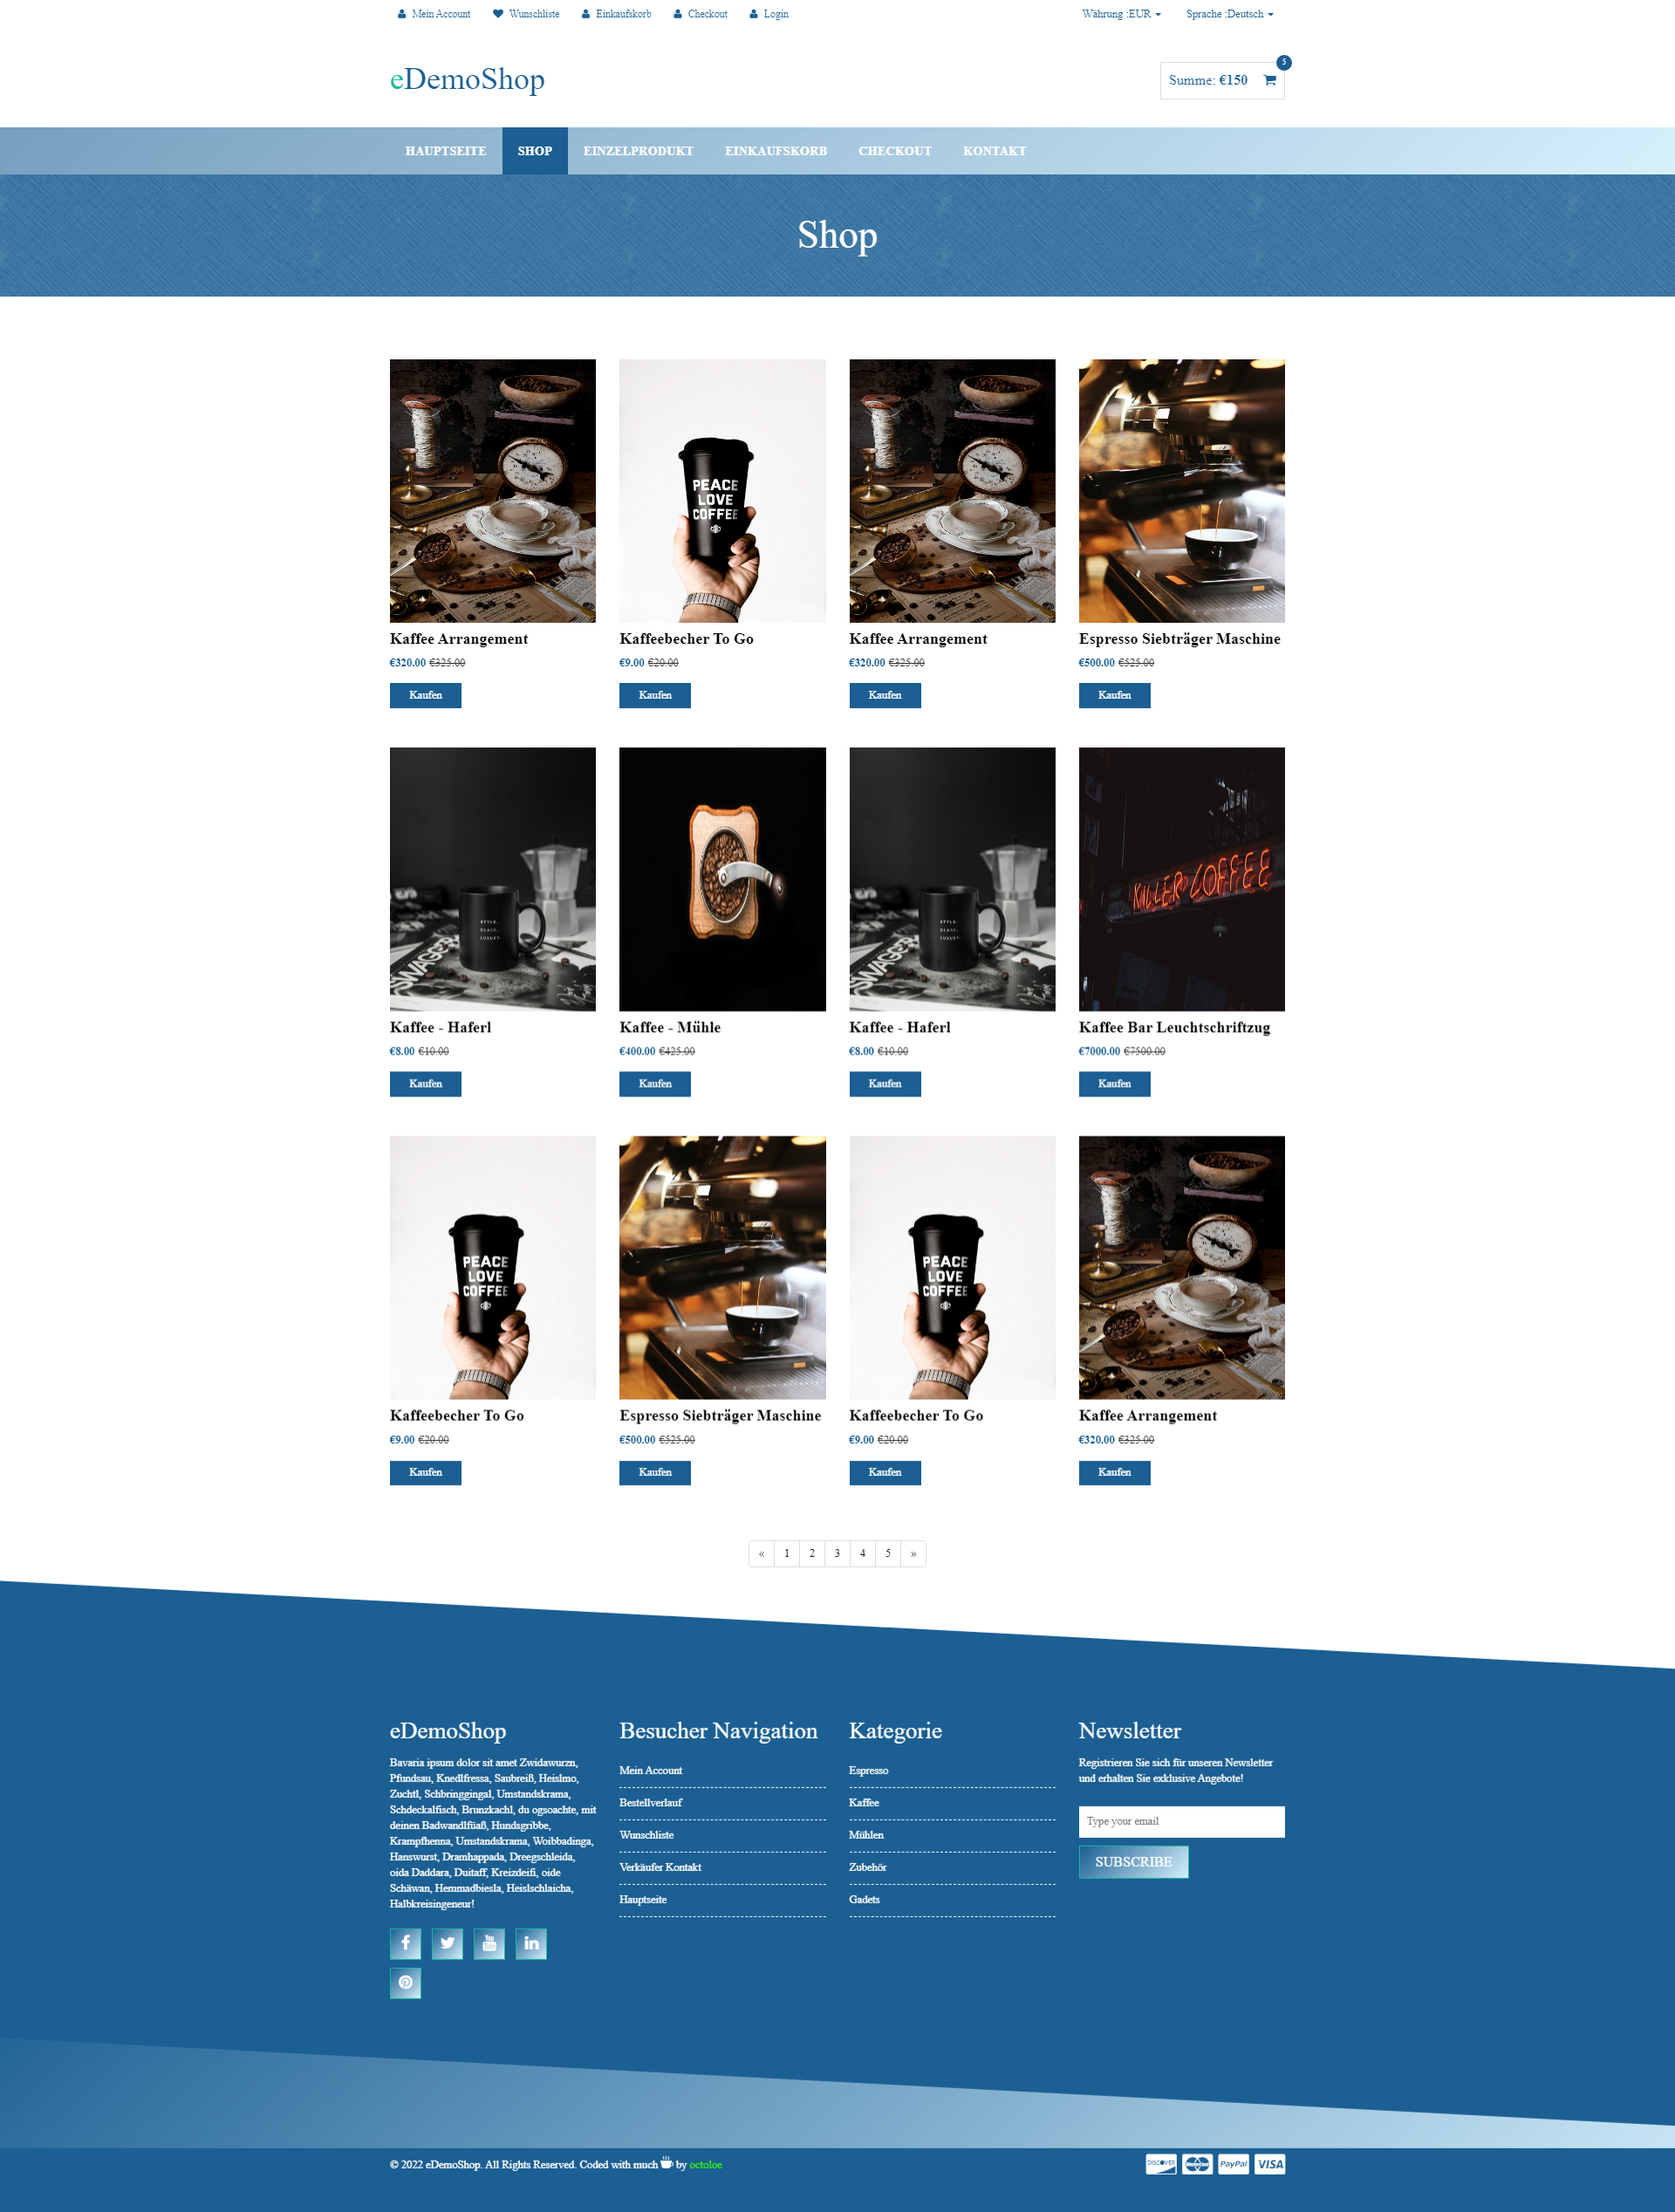 Mein Account Wunschliste Einkaufskorb Checkout Login Währung :EUR Sprache :Deutsch
5
eDemoShop Summe: €150
HAUPTSEITE SHOP EINZELPRODUKT EINKAUFSKORB CHECKOUT KONTAKT
Shop
PEACE
LOVE
COFFEE
Kaffee Arrangement Kaffeebecher To Go Kaffee Arrangement Espresso Siebträger Maschine
€320.00 €325.00 €9.00 €20.00 €320.00 €325.00 €500.00 €525.00
Kaufen Kaufen Kaufen Kaufen
KILLER COFFEE
STYLE. STYLE.
CLASS. CLASS.
LUXURY. LUXURY.
SWAGGER SWAGGER
Kaffee - Haferl Kaffee - Mühle Kaffee - Haferl Kaffee Bar Leuchtschriftzug
€8.00 €10.00 €400.00 €425.00 €8.00 €10.00 €7000.00 €7500.00
Kaufen Kaufen Kaufen Kaufen
PEACE PEACE
LOVE LOVE
COFFEE COFFEE
Kaffeebecher To Go Espresso Siebträger Maschine Kaffeebecher To Go Kaffee Arrangement
€9.00 €20.00 €500.00 €525.00 €9.00 €20.00 €320.00 €325.00
Kaufen Kaufen Kaufen Kaufen
« 1 2 3 4 5 »
eDemoShop
Bavaria ipsum dolor sit amet Zwidawurzn,
Pfundsau, Knedlfressa, Saubreiß, Heislmo,
Zuchtl, Schbringgingal, Umstandskrama,
Schdeckalfisch, Brunzkachl, du ogsoachte, mit
deinen Badwandlfüaß, Hundsgribbe,
Krampfhenna, Umstandskrama, Woibbadinga,
Hanswurst, Dramhappada, Dreegschleida,
oida Daddara, Duitaff, Kreizdeifi, oide
Schäwan, Hemmadbiesla, Heislschlaicha,
Halbkreisingeneur!
Besucher Navigation
Mein Account
Bestellverlauf
Wunschliste
Verkäufer Kontakt
Hauptseite
Kategorie
Espresso
Kaffee
Mühlen
Zubehör
Gadets
Newsletter
Registrieren Sie sich für unseren Newsletter
und erhalten Sie exklusive Angebote!
Type your email
SUBSCRIBE
© 2022 eDemoShop. All Rights Reserved. Coded with much by octoloe
DISCOVER MasterCard PayPal VISA